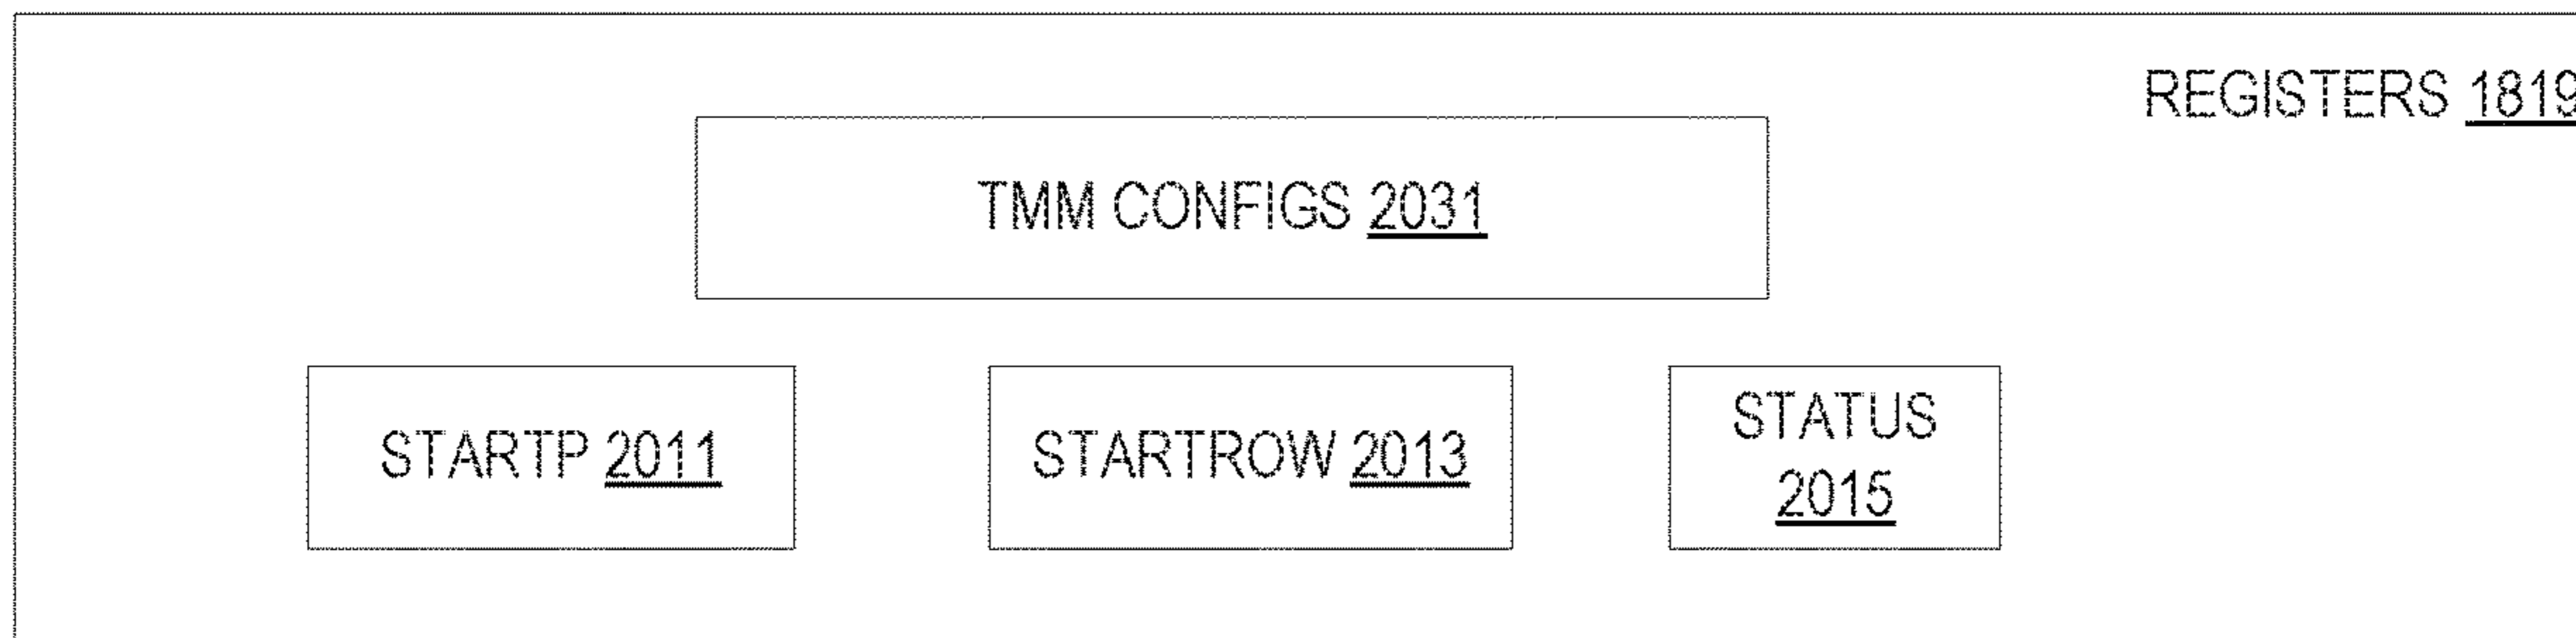 REGISTERS 1819
TMM CONFIGS 2031
STARTP 2011
STARTROW 2013
STATUS
2015